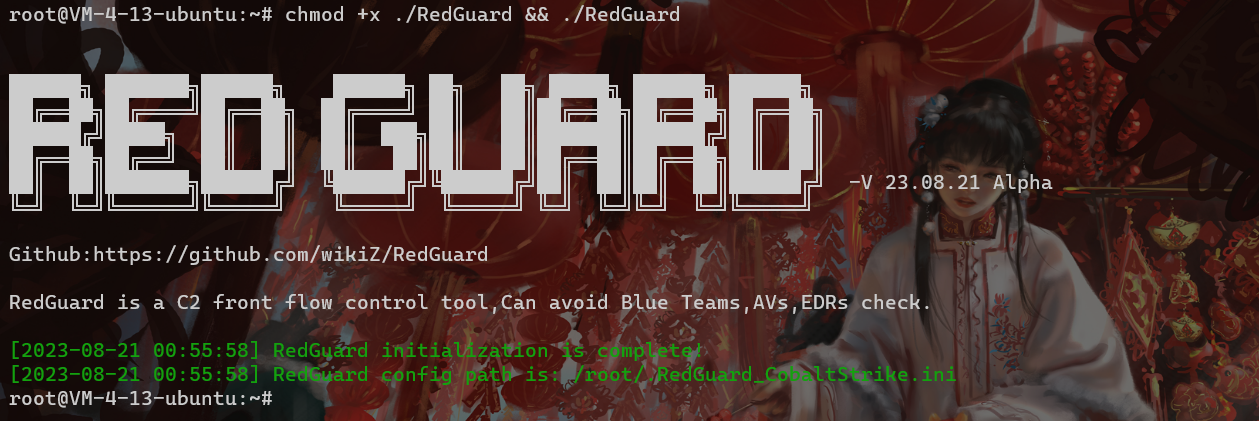 root@VM-4-13-ubuntu:~# chmod +x ./RedGuard && ./RedGuard
RED GUARD
-V 23.08.21 Alpha
Github:https://github.com/wikiZ/RedGuard
RedGuard is a C2 front flow control tool,Can avoid Blue Teams,AVs,EDRs check.
[2023-08-21 00:55:58] RedGuard initialization is complete!
[2023-08-21 00:55:58] RedGuard config path is: /root/ RedGuard_CobaltStrike.ini
root@VM-4-13-ubuntu:~#